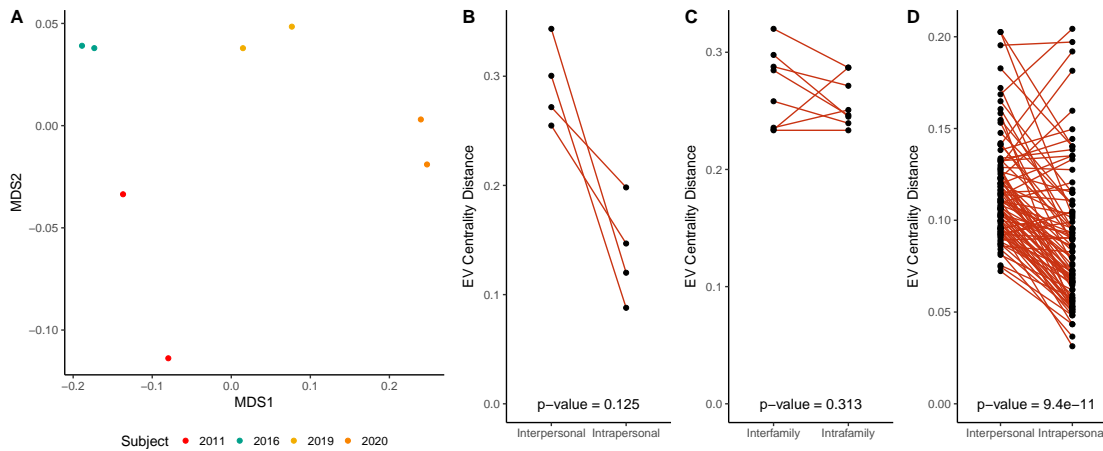 A
B
C
D
0.05
0.00
−0.05
−0.10
MDS2
−0.2
−0.1
0.0
0.1
0.2
MDS1
Subject 2011 2016 2019 2020
EV Centrality Distance
0.3
0.2
0.1
0.0
p−value = 0.125
Interpersonal Intrapersonal
EV Centrality Distance
0.3
0.2
0.1
0.0
p−value = 0.313
Interfamily Intrafamily
EV Centrality Distance
0.20
0.15
0.10
0.05
0.00
p−value = 9.4e−11
Interpersonal Intrapersonal